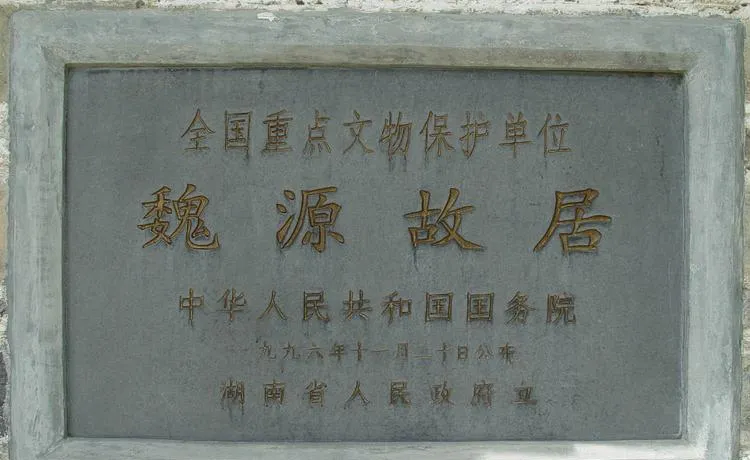 全国重点文物保护单位
魏源故居
中华人民共和国国务院
一九九六年十一月二十日公布
湖南省人民政府立